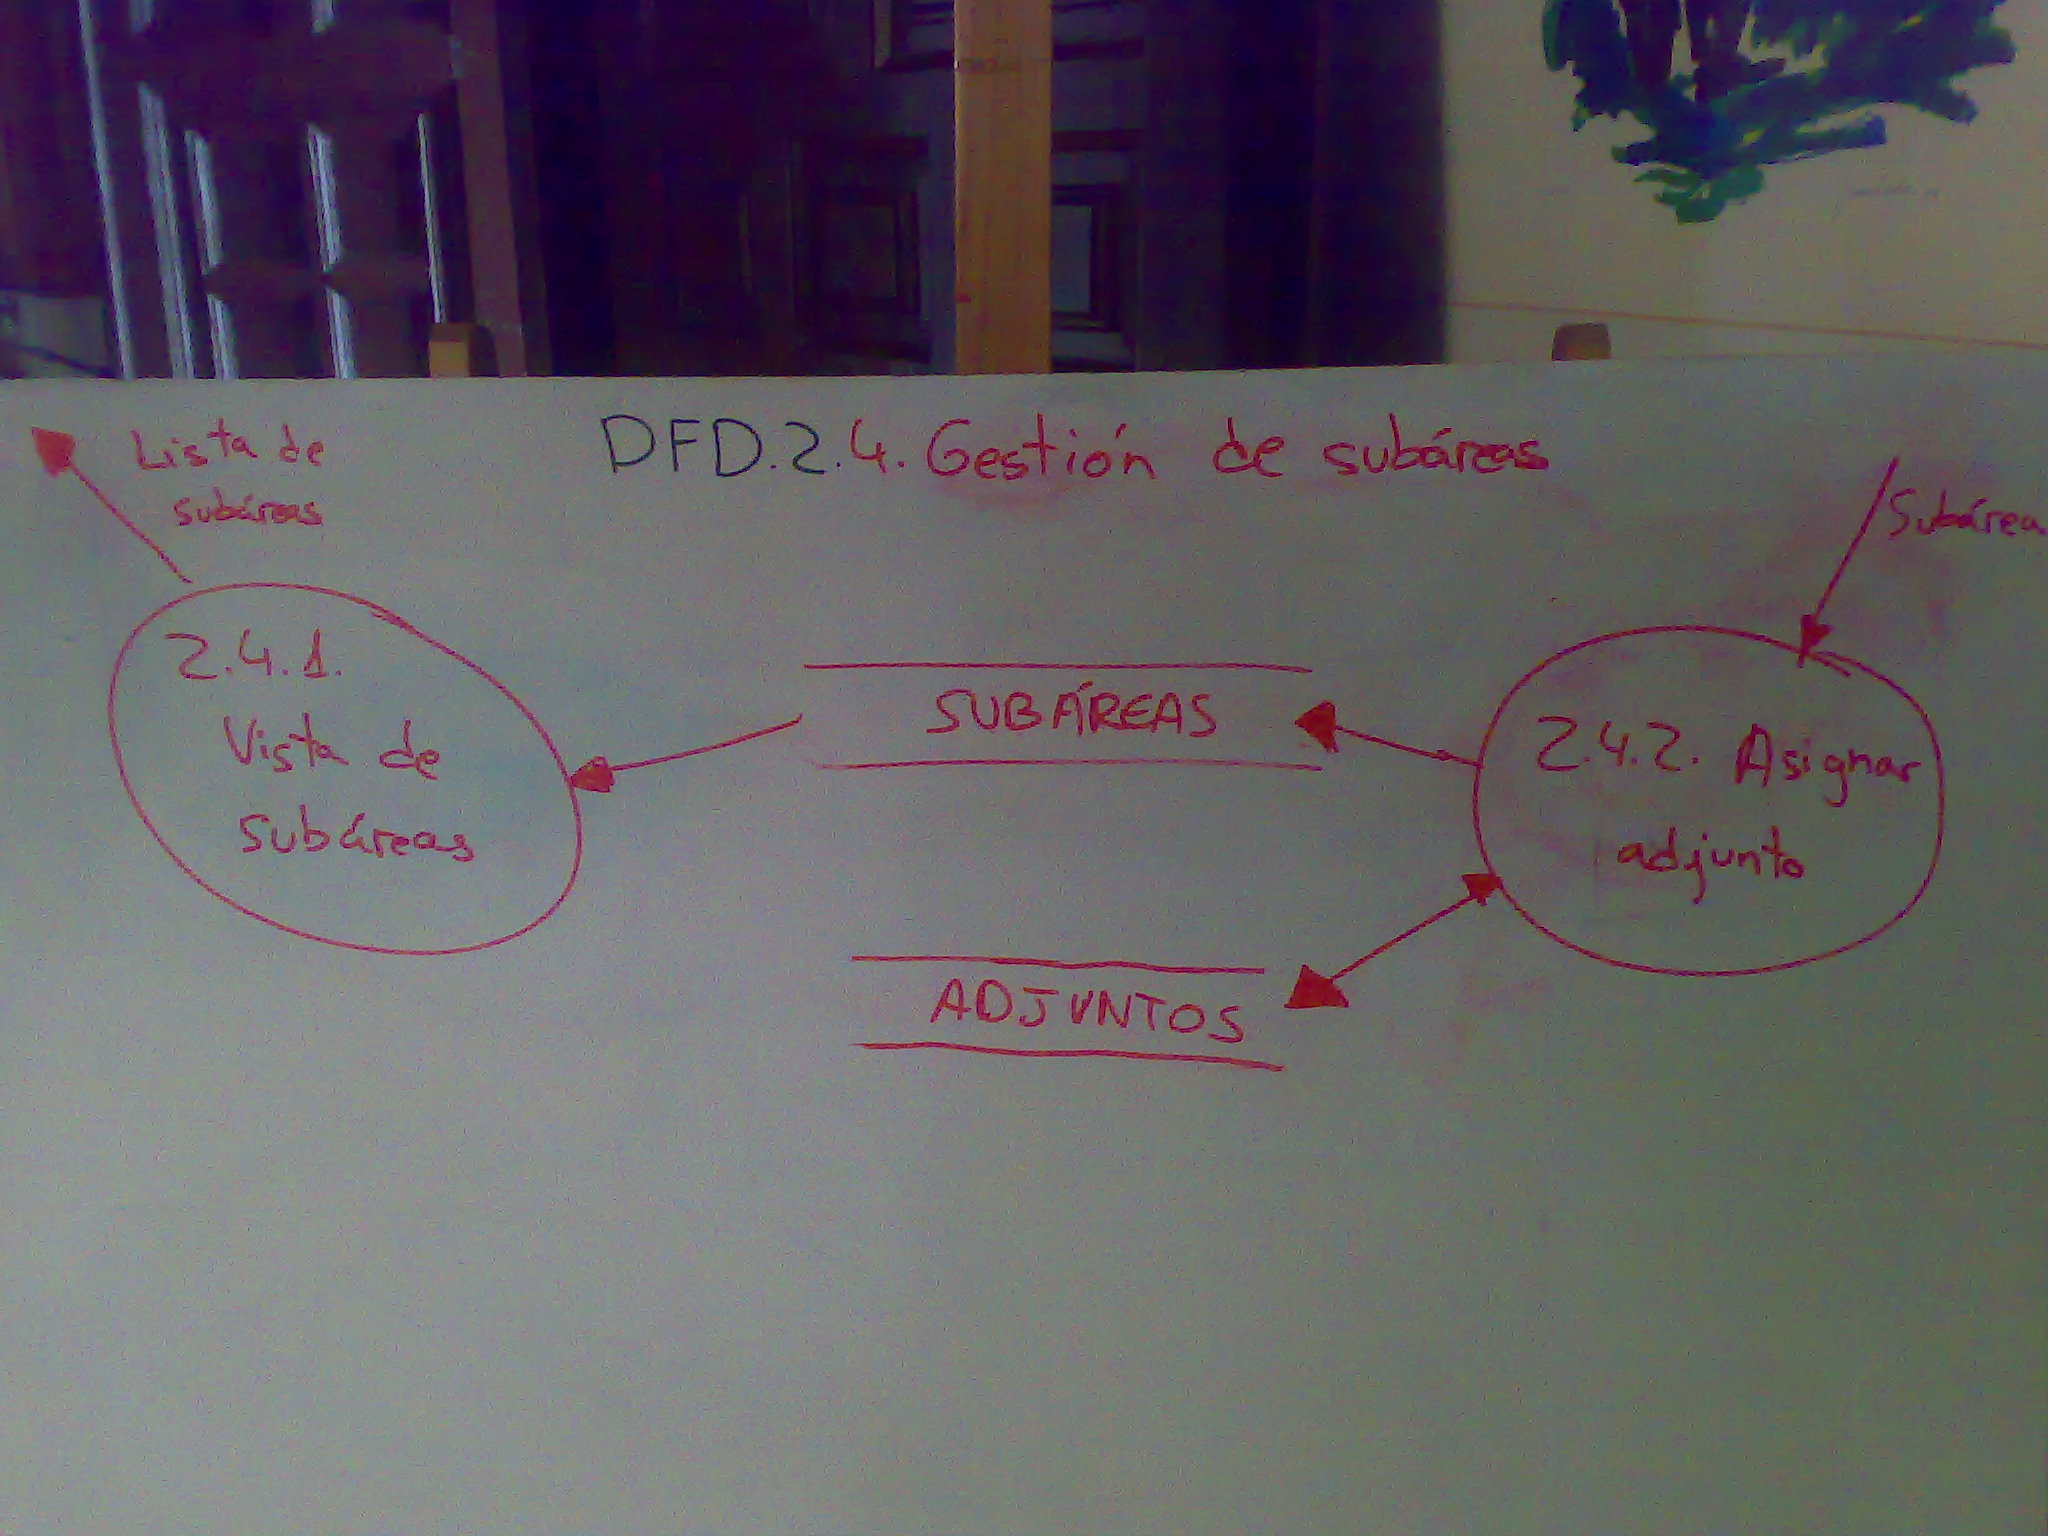 DFD.2.4. Gestión de subáreas
Lista de
subáreas
Subárea
2.4.1.
Vista de
subáreas
SUBÁREAS
2.4.2. Asignar
adjunto
ADJUNTOS